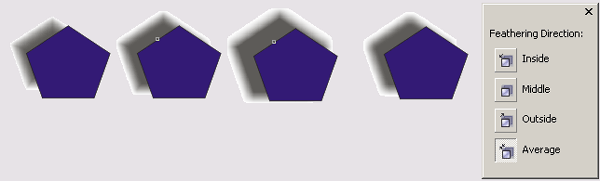 Feathering Direction:
Inside
Middle
Outside
Average